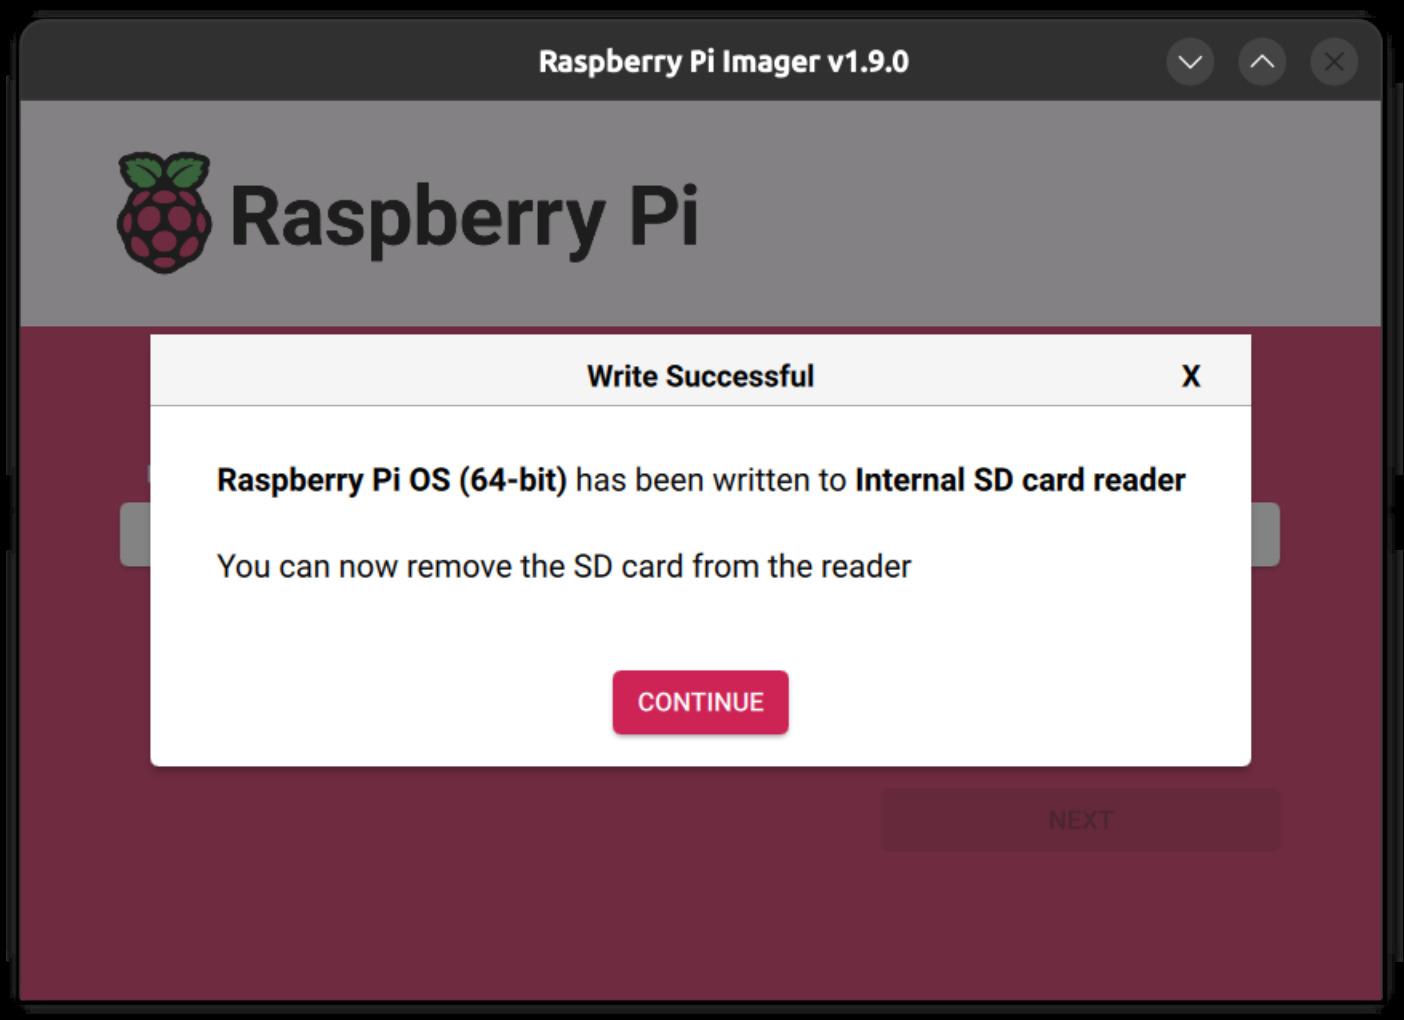 Raspberry Pi Imager v1.9.0
Raspberry Pi
Write Successful X
Raspberry Pi OS (64-bit) has been written to Internal SD card reader
You can now remove the SD card from the reader
CONTINUE
NEXT